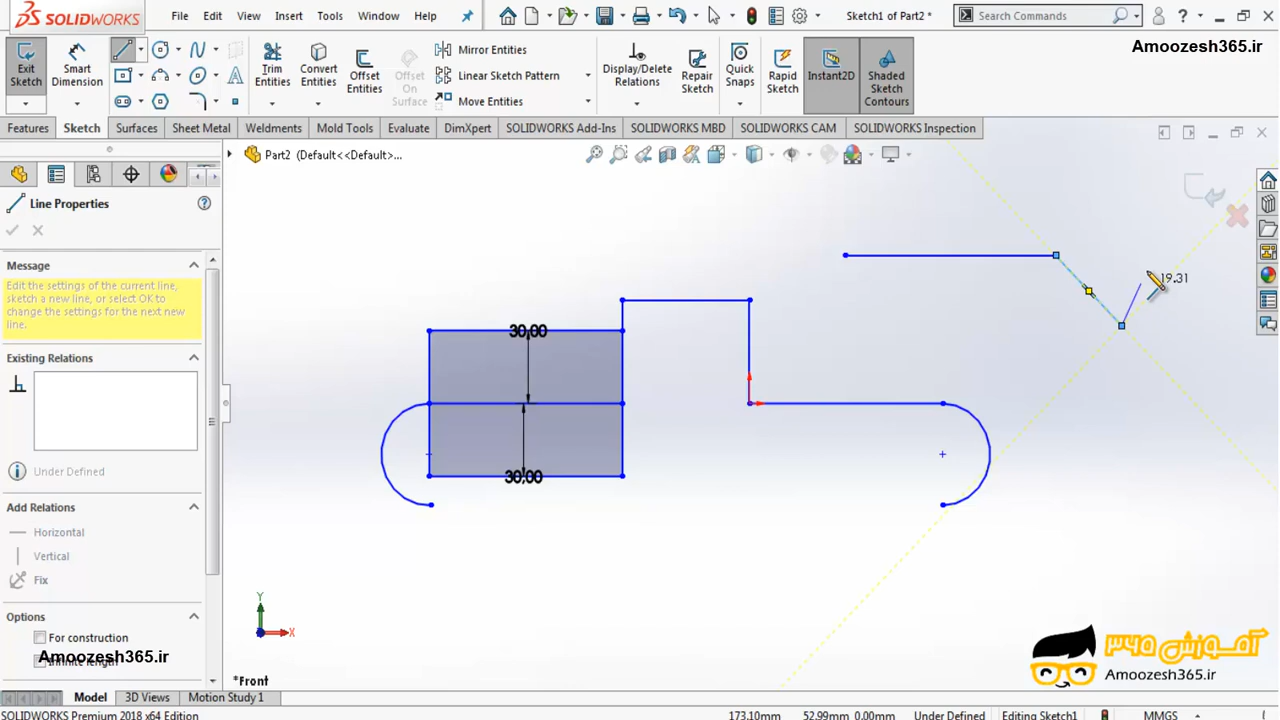 SOLIDWORKS File Edit View Insert Tools Window Help Sketch1 of Part2 * Search Commands ?
Amoozesh365.ir
Exit Sketch
Smart Dimension
Trim Entities
Convert Entities
Offset Entities
Offset On Surface
Mirror Entities
Linear Sketch Pattern
Move Entities
Display/Delete Relations
Repair Sketch
Quick Snaps
Rapid Sketch
Instant2D
Shaded Sketch Contours
Features Sketch Surfaces Sheet Metal Weldments Mold Tools Evaluate DimXpert SOLIDWORKS Add-Ins SOLIDWORKS MBD SOLIDWORKS CAM SOLIDWORKS Inspection
Part2 (Default<<Default>...
Line Properties
?
Message
Edit the settings of the current line,
sketch a new line, or select OK to
change the settings for the next new
line.
Existing Relations
Under Defined
Add Relations
Horizontal
Vertical
Fix
Options
For construction
Infinite length
Amoozesh365.ir
30,00
30,00
19.31
Y
X
*Front
آموزش ۳۶۵
Amoozesh365.ir
Model 3D Views Motion Study 1
SOLIDWORKS Premium 2018 x64 Edition 173.10mm 52.99mm 0.00mm Under Defined Editing Sketch1 MMGS